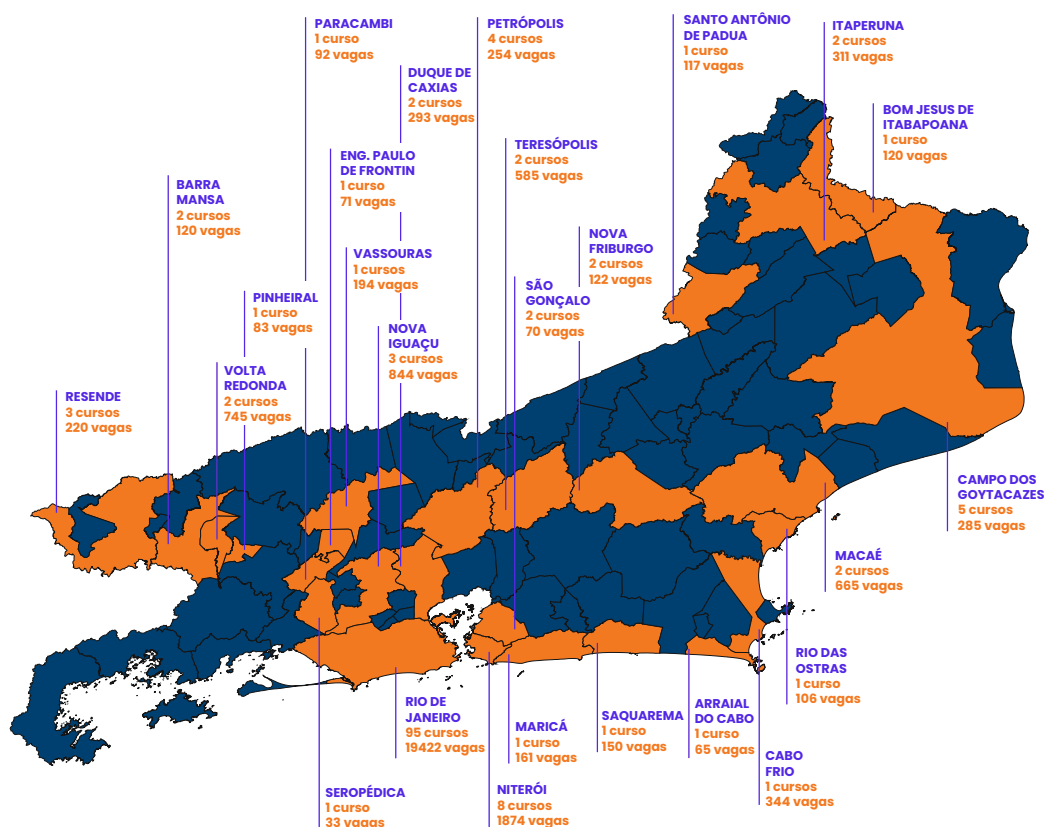 PARACAMBI
1 curso
92 vagas
PETRÓPOLIS
4 cursos
254 vagas
SANTO ANTÔNIO
DE PADUA
1 curso
117 vagas
ITAPERUNA
2 cursos
311 vagas
DUQUE DE
CAXIAS
2 cursos
293 vagas
BOM JESUS DE
ITABAPOANA
1 curso
120 vagas
TERESÓPOLIS
2 cursos
585 vagas
ENG. PAULO
DE FRONTIN
1 curso
71 vagas
BARRA
MANSA
2 cursos
120 vagas
NOVA
FRIBURGO
2 cursos
122 vagas
VASSOURAS
1 cursos
194 vagas
SÃO
GONÇALO
2 cursos
70 vagas
PINHEIRAL
1 curso
83 vagas
NOVA
IGUAÇU
3 cursos
844 vagas
VOLTA
REDONDA
2 cursos
745 vagas
RESENDE
3 cursos
220 vagas
CAMPO DOS
GOYTACAZES
5 cursos
285 vagas
MACAÉ
2 cursos
665 vagas
RIO DAS
OSTRAS
1 curso
106 vagas
RIO DE
JANEIRO
95 cursos
19422 vagas
MARICÁ
1 curso
161 vagas
SAQUAREMA
1 curso
150 vagas
ARRAIAL
DO CABO
1 curso
65 vagas
CABO
FRIO
1 cursos
344 vagas
SEROPÉDICA
1 curso
33 vagas
NITERÓI
8 cursos
1874 vagas